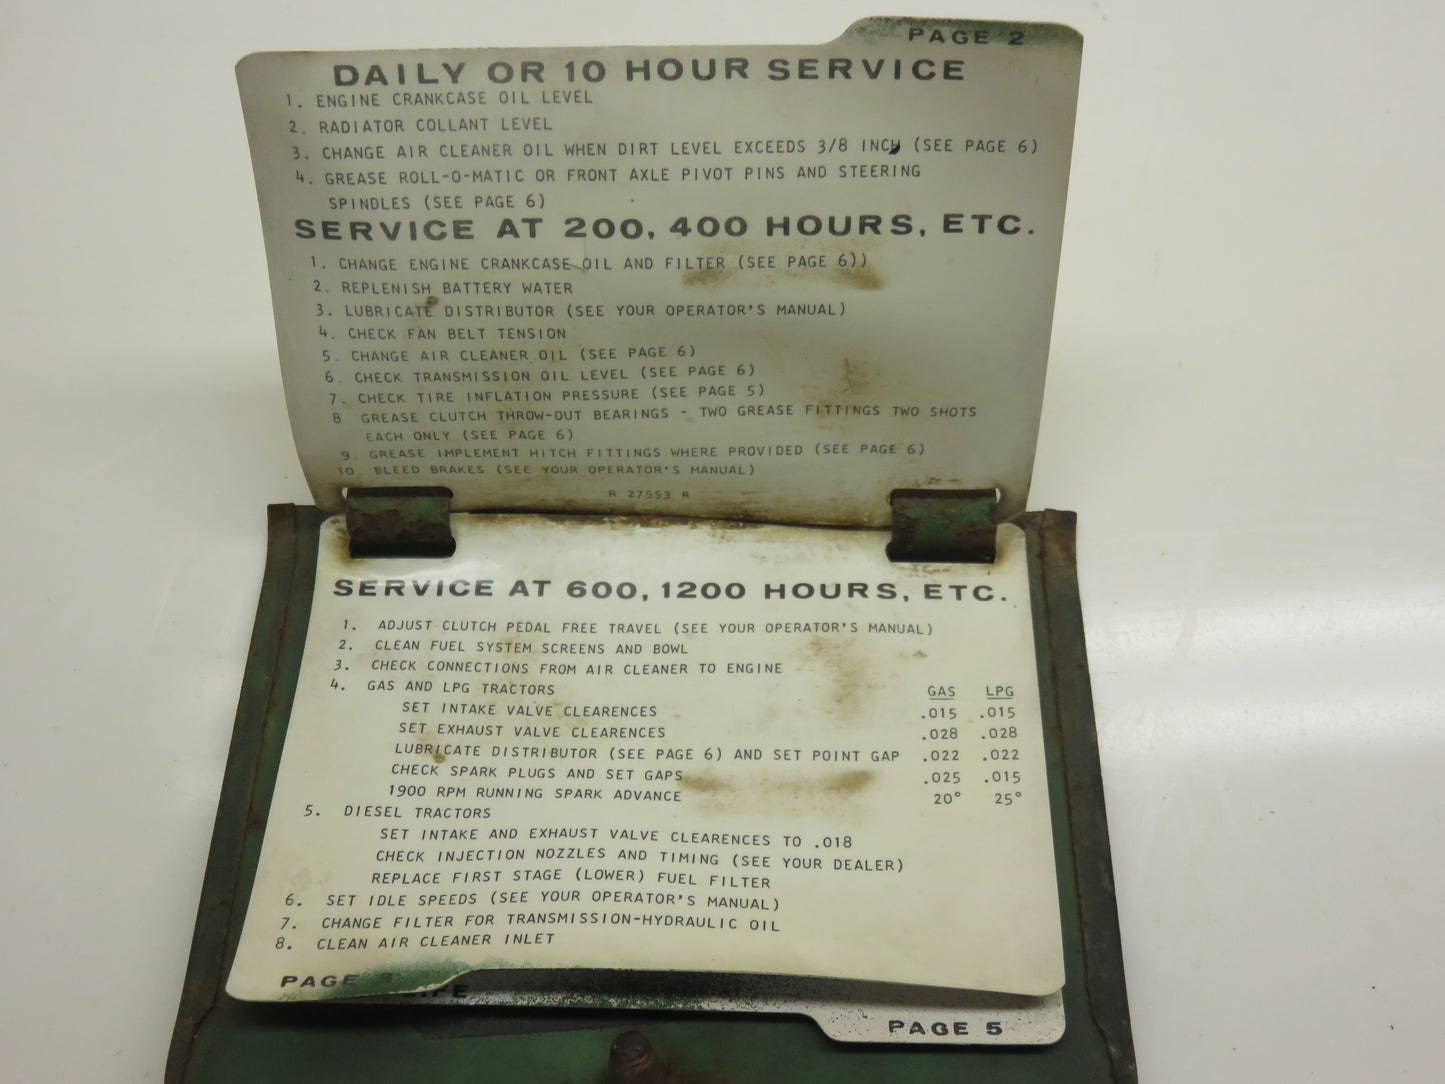 PAGE 2
DAILY OR 10 HOUR SERVICE
1. ENGINE CRANKCASE OIL LEVEL
2. RADIATOR COLLANT LEVEL
3. CHANGE AIR CLEANER OIL WHEN DIRT LEVEL EXCEEDS 3/8 INCH (SEE PAGE 6)
4. GREASE ROLL-O-MATIC OR FRONT AXLE PIVOT PINS AND STEERING
SPINDLES (SEE PAGE 6)
SERVICE AT 200, 400 HOURS, ETC.
1. CHANGE ENGINE CRANKCASE OIL AND FILTER (SEE PAGE 6))
2. REPLENISH BATTERY WATER
3. LUBRICATE DISTRIBUTOR (SEE YOUR OPERATOR'S MANUAL)
4. CHECK FAN BELT TENSION
5. CHANGE AIR CLEANER OIL (SEE PAGE 6)
6. CHECK TRANSMISSION OIL LEVEL (SEE PAGE 6)
7. CHECK TIRE INFLATION PRESSURE (SEE PAGE 5)
8 GREASE CLUTCH THROW-OUT BEARINGS - TWO GREASE FITTINGS TWO SHOTS
EACH ONLY (SEE PAGE 6)
9. GREASE IMPLEMENT HITCH FITTINGS WHERE PROVIDED (SEE PAGE 6)
10. BLEED BRAKES (SEE YOUR OPERATOR'S MANUAL)
R 27553 R
SERVICE AT 600, 1200 HOURS, ETC.
1. ADJUST CLUTCH PEDAL FREE TRAVEL (SEE YOUR OPERATOR'S MANUAL)
2. CLEAN FUEL SYSTEM SCREENS AND BOWL
3. CHECK CONNECTIONS FROM AIR CLEANER TO ENGINE
4. GAS AND LPG TRACTORS GAS LPG
SET INTAKE VALVE CLEARENCES .015 .015
SET EXHAUST VALVE CLEARENCES .028 .028
LUBRICATE DISTRIBUTOR (SEE PAGE 6) AND SET POINT GAP .022 .022
CHECK SPARK PLUGS AND SET GAPS .025 .015
1900 RPM RUNNING SPARK ADVANCE 20° 25°
5. DIESEL TRACTORS
SET INTAKE AND EXHAUST VALVE CLEARENCES TO .018
CHECK INJECTION NOZZLES AND TIMING (SEE YOUR DEALER)
REPLACE FIRST STAGE (LOWER) FUEL FILTER
6. SET IDLE SPEEDS (SEE YOUR OPERATOR'S MANUAL)
7. CHANGE FILTER FOR TRANSMISSION-HYDRAULIC OIL
8. CLEAN AIR CLEANER INLET
PAGE 3
LIFE
PAGE 5